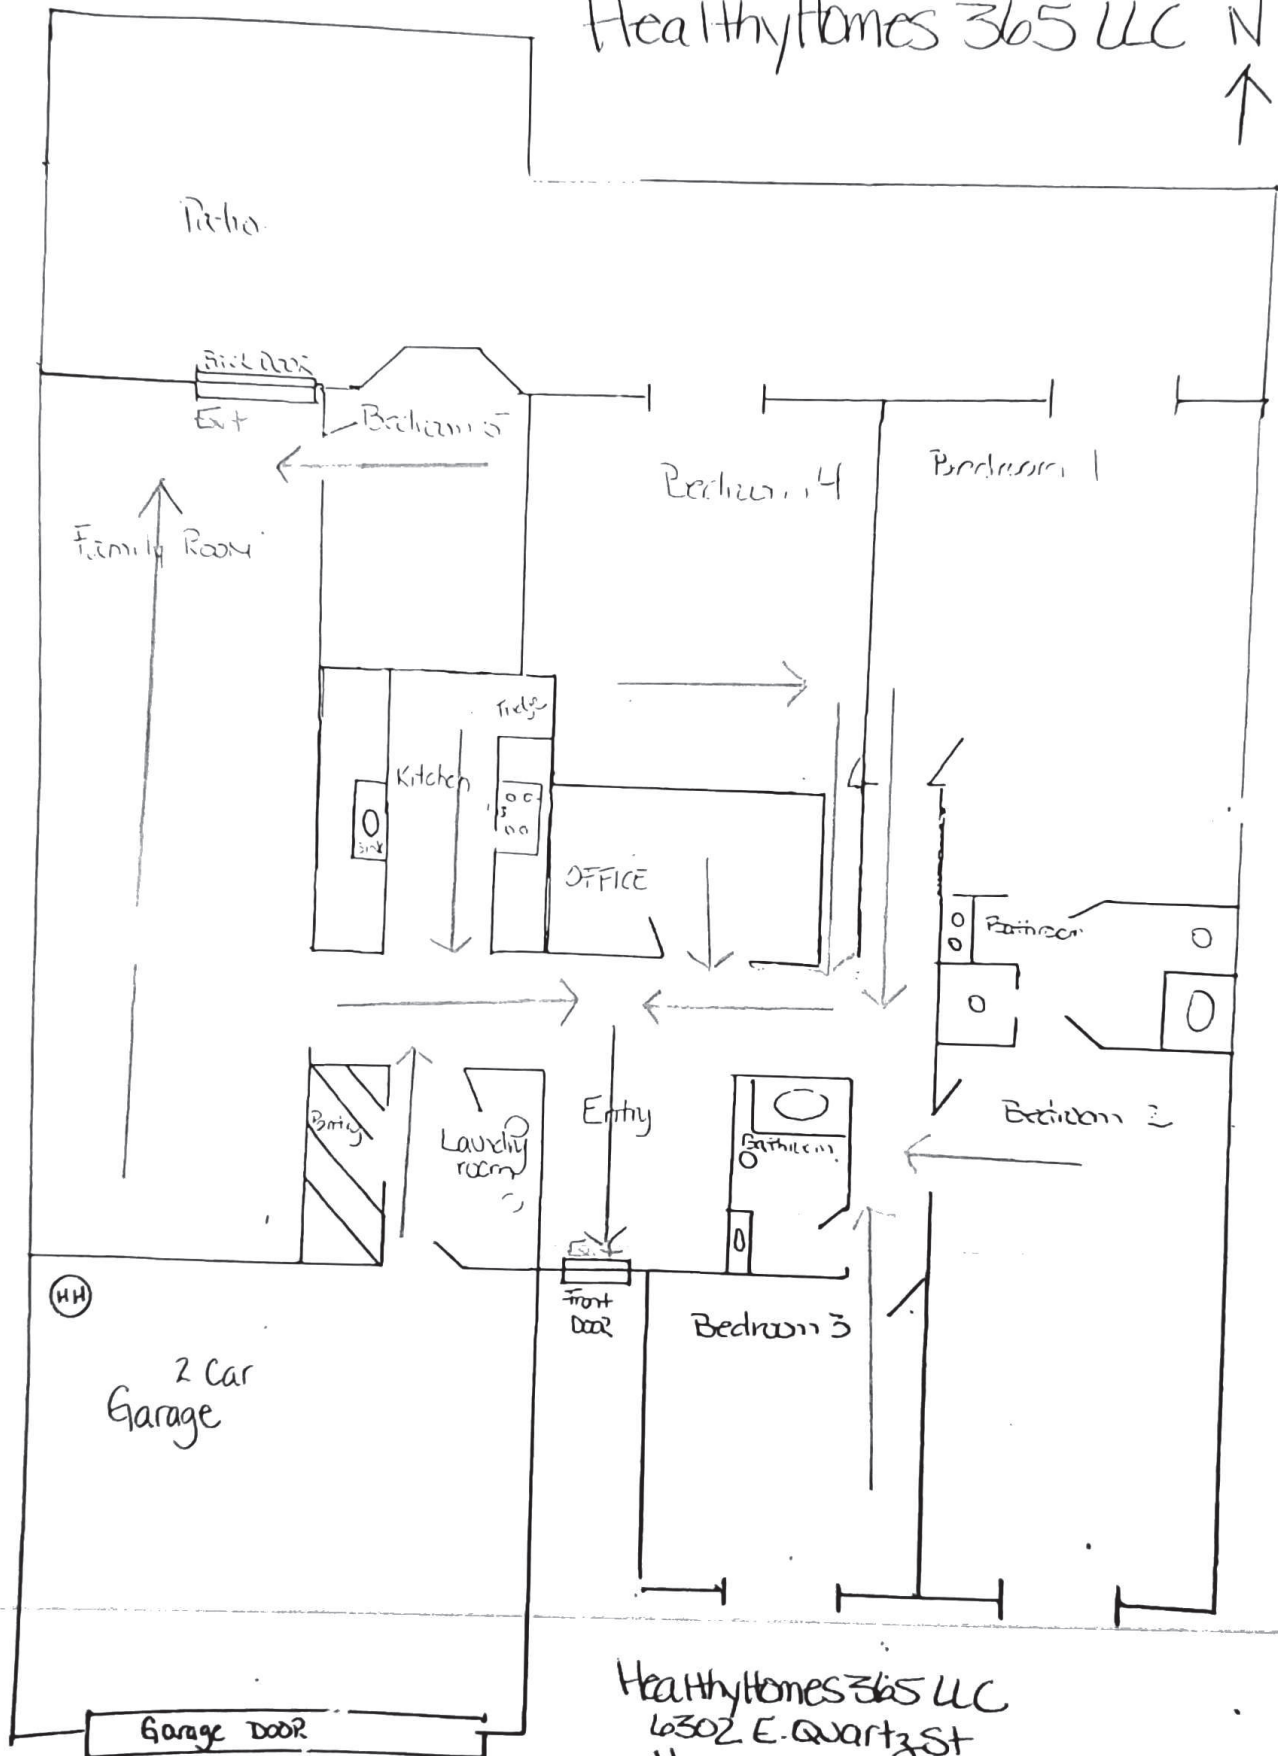 HealthyHomes 365 LLC N
Patio
Back Door
Exit
Bedroom 5
Bedroom 4
Bedroom 1
Family Room
Fridge
Kitchen
Sink
OFFICE
Bathroom
Pantry
Laundry
room
Entry
Bathroom
Bedroom 2
Exit
Front
DOOR
Bedroom 3
HH
2 Car
Garage
HealthyHomes 365 LLC
6302 E. Quartz St
Garage DOOR